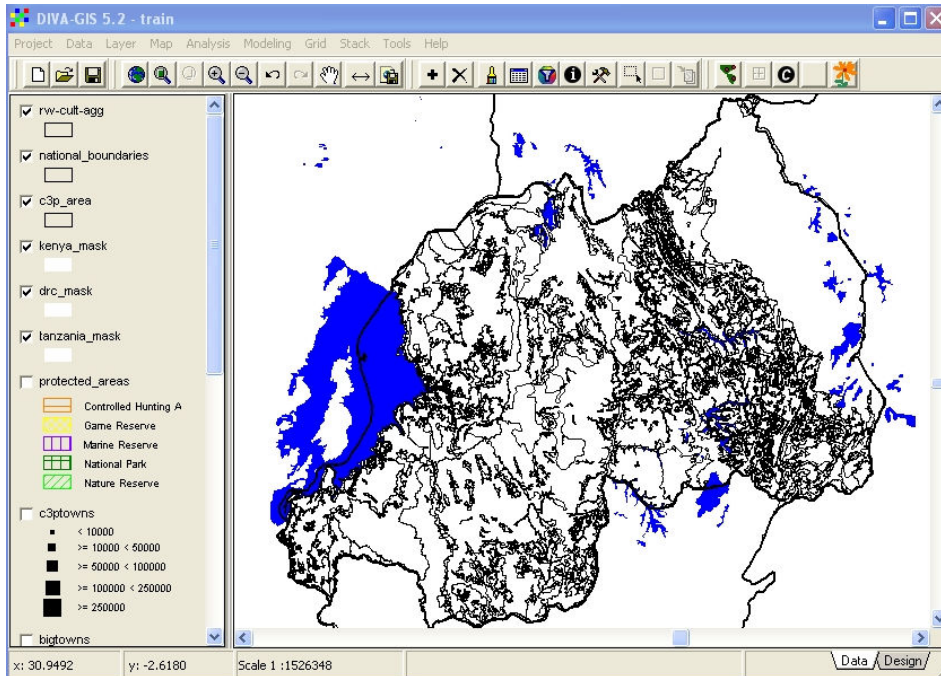 DIVA-GIS 5.2 - train
Project Data Layer Map Analysis Modeling Grid Stack Tools Help
rw-cult-agg
national_boundaries
c3p_area
kenya_mask
drc_mask
tanzania_mask
protected_areas
Controlled Hunting A
Game Reserve
Marine Reserve
National Park
Nature Reserve
c3ptowns
< 10000
>= 10000 < 50000
>= 50000 < 100000
>= 100000 < 250000
>= 250000
bigtowns
x: 30.9492 y: -2.6180 Scale 1 :1526348 Data Design